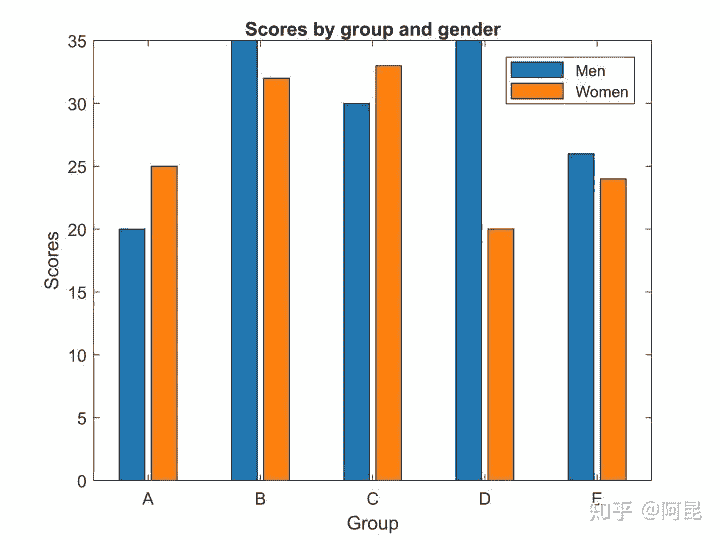 Scores by group and gender
35
30
25
20
15
10
5
0
Scores
Men
Women
A B C D E
Group
知乎 @阿昆